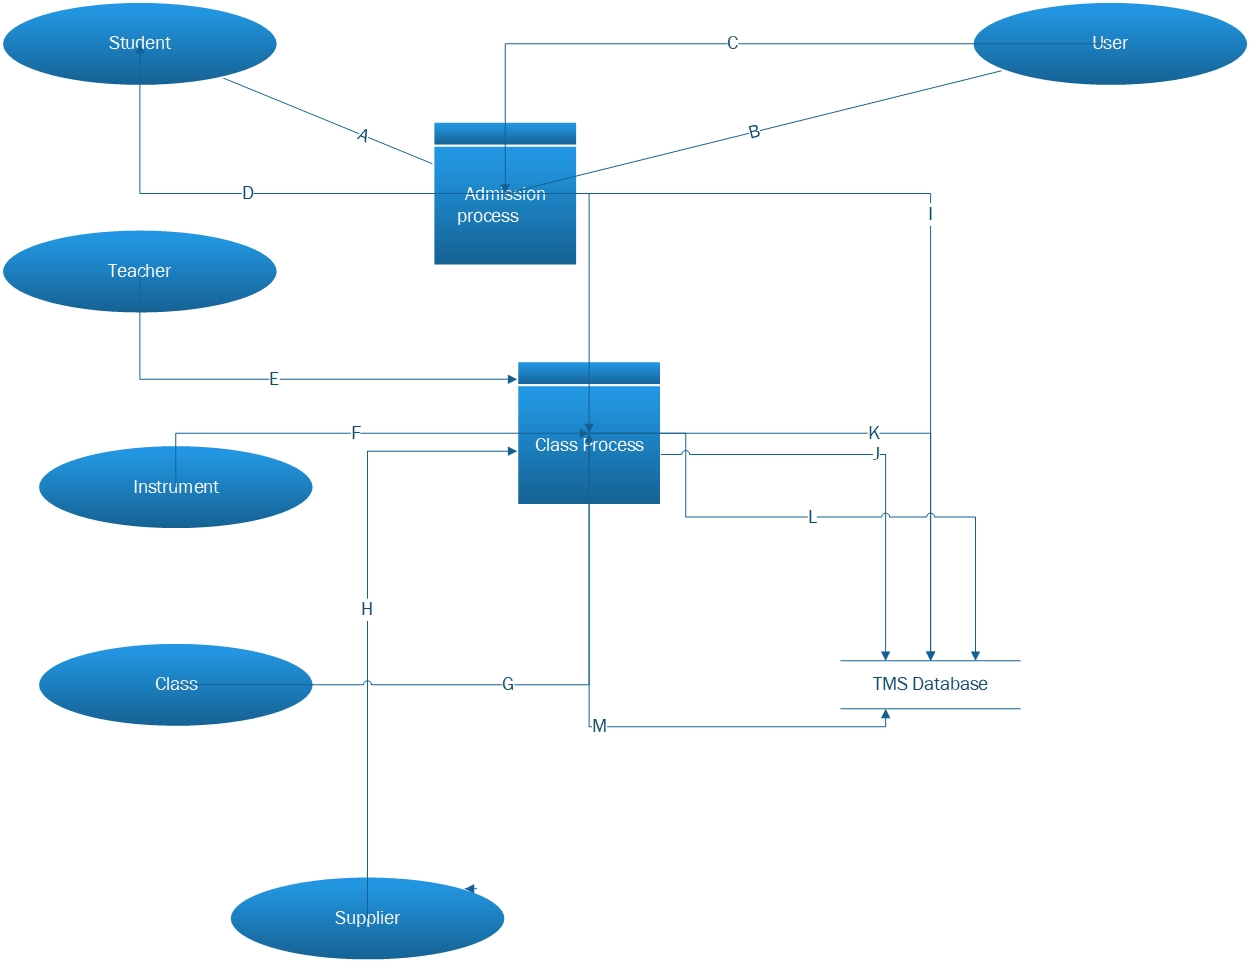 Student
C
User
A
B
Admission
process
D
I
Teacher
E
F
K
Class Process
J
Instrument
L
H
Class
G
TMS Database
M
Supplier